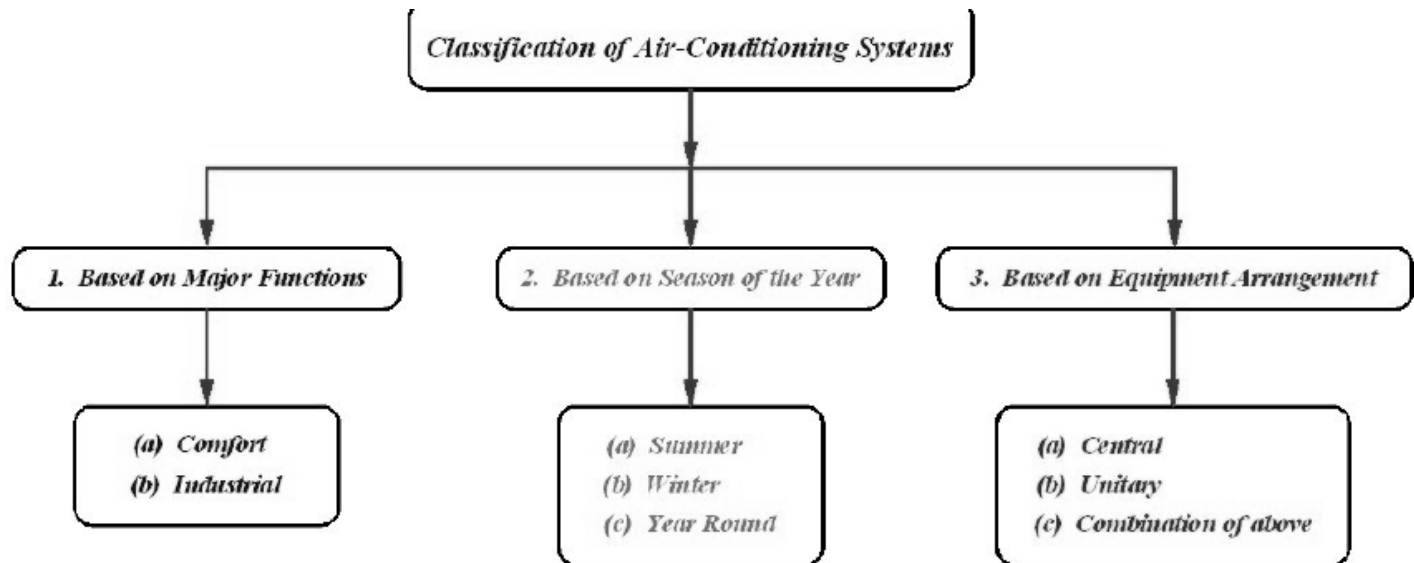 Classification of Air-Conditioning Systems
1. Based on Major Functions
2. Based on Season of the Year
3. Based on Equipment Arrangement
(a) Comfort
(b) Industrial
(a) Summer
(b) Winter
(c) Year Round
(a) Central
(b) Unitary
(c) Combination of above